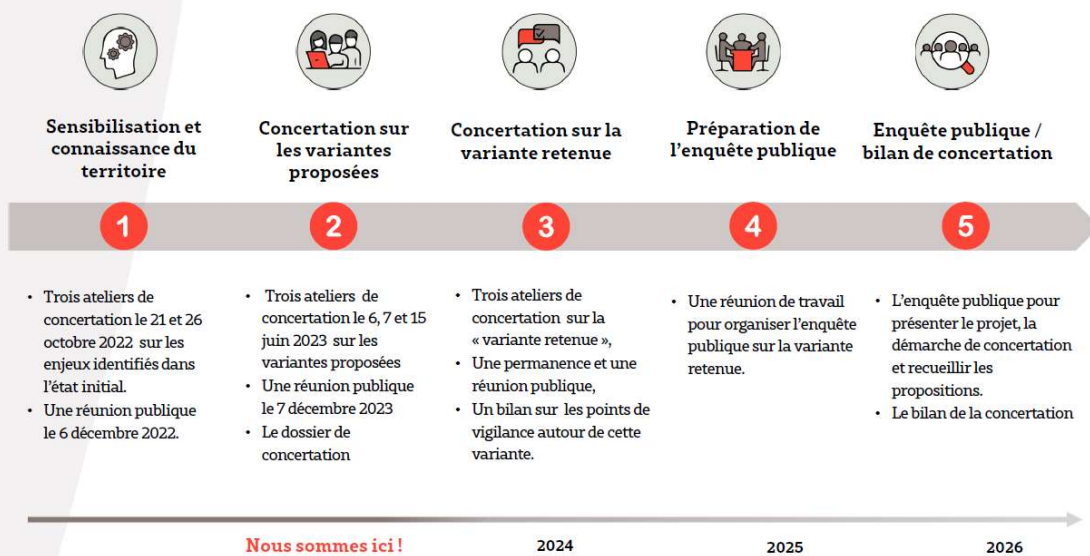 Sensibilisation et
connaissance du
territoire
Concertation sur
les variantes
proposées
Concertation sur la
variante retenue
Préparation de
l'enquête publique
Enquête publique /
bilan de concertation
1
2
3
4
5
• Trois ateliers de
concertation le 21 et 26
octobre 2022 sur les
enjeux identifiés dans
l'état initial.
• Une réunion publique
le 6 décembre 2022.
• Trois ateliers de
concertation le 6, 7 et 15
juin 2023 sur les
variantes proposées
• Une réunion publique
le 7 décembre 2023
• Le dossier de
concertation
• Trois ateliers de
concertation sur la
« variante retenue »,
• Une permanence et une
réunion publique,
• Un bilan sur les points de
vigilance autour de cette
variante.
• Une réunion de travail
pour organiser l'enquête
publique sur la variante
retenue.
• L'enquête publique pour
présenter le projet, la
démarche de concertation
et recueillir les
propositions.
• Le bilan de la concertation
Nous sommes ici !
2024
2025
2026